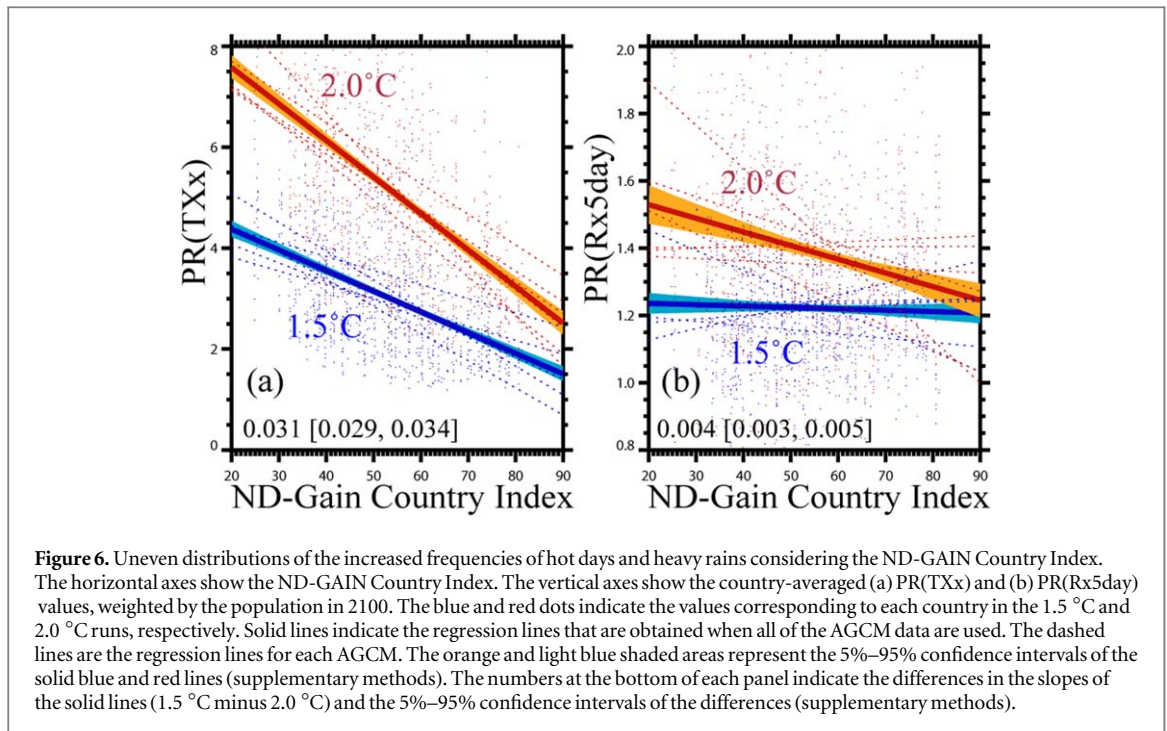 8
6
4
2
0
PR(TXx)
2.0°C
1.5°C
(a)
0.031 [0.029, 0.034]
20 30 40 50 60 70 80 90
ND-Gain Country Index
2.0
1.8
1.6
1.4
1.2
1.0
0.8
PR(Rx5day)
2.0°C
1.5°C
(b)
0.004 [0.003, 0.005]
20 30 40 50 60 70 80 90
ND-Gain Country Index
Figure 6. Uneven distributions of the increased frequencies of hot days and heavy rains considering the ND-GAIN Country Index.
The horizontal axes show the ND-GAIN Country Index. The vertical axes show the country-averaged (a) PR(TXx) and (b) PR(Rx5day)
values, weighted by the population in 2100. The blue and red dots indicate the values corresponding to each country in the 1.5 °C and
2.0 °C runs, respectively. Solid lines indicate the regression lines that are obtained when all of the AGCM data are used. The dashed
lines are the regression lines for each AGCM. The orange and light blue shaded areas represent the 5%–95% confidence intervals of the
solid blue and red lines (supplementary methods). The numbers at the bottom of each panel indicate the differences in the slopes of
the solid lines (1.5 °C minus 2.0 °C) and the 5%–95% confidence intervals of the differences (supplementary methods).